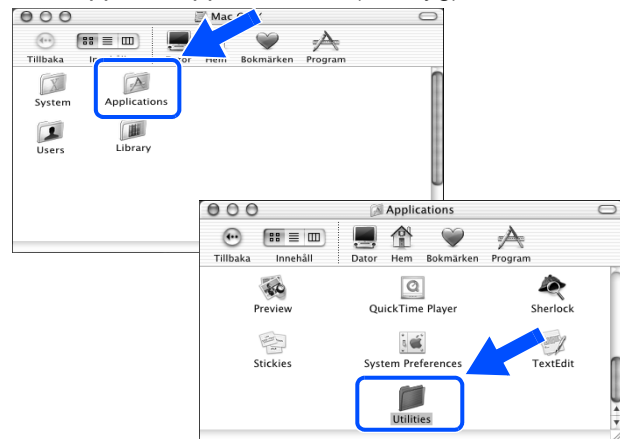 Mac
Tillbaka Dator Hem Bokmärken Program
System Applications
Users Library
Applications
Tillbaka Innehåll Dator Hem Bokmärken Program
Preview QuickTime Player Sherlock
Stickies System Preferences TextEdit
Utilities